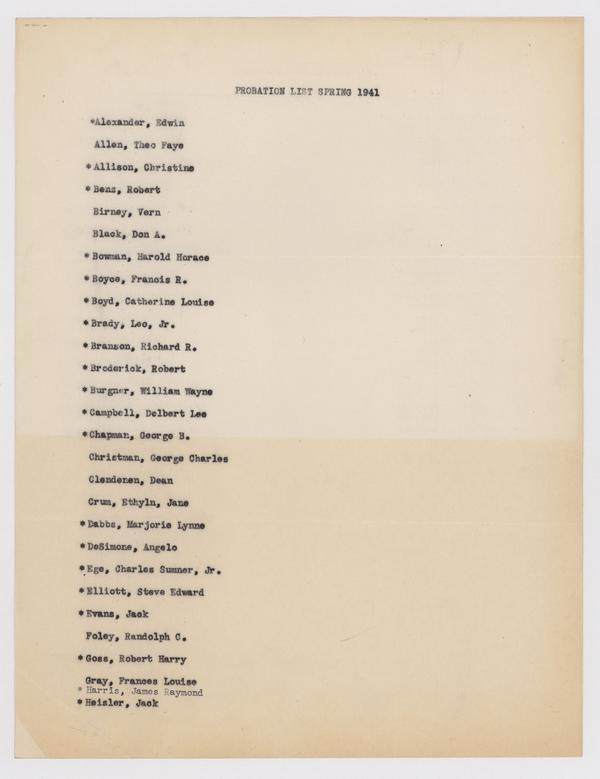 PROBATION LIST SPRING 1941
*Alexander, Edwin
Allen, Theo Faye
*Allison, Christine
*Benz, Robert
Birney, Vern
Black, Don A.
*Bowman, Harold Horace
*Boyce, Francis R.
*Boyd, Catherine Louise
*Brady, Leo, Jr.
*Branson, Richard R.
*Broderick, Robert
*Burgner, William Wayne
*Campbell, Delbert Lee
*Chapman, George B.
Christman, George Charles
Clendenen, Dean
Crum, Ethyln, Jane
*Dabbs, Marjorie Lynne
*DeSimone, Angelo
*Ege, Charles Sumner, Jr.
*Elliott, Steve Edward
*Evans, Jack
Foley, Randolph C.
*Goss, Robert Harry
Gray, Frances Louise
* Harris, James Raymond
*Heisler, Jack